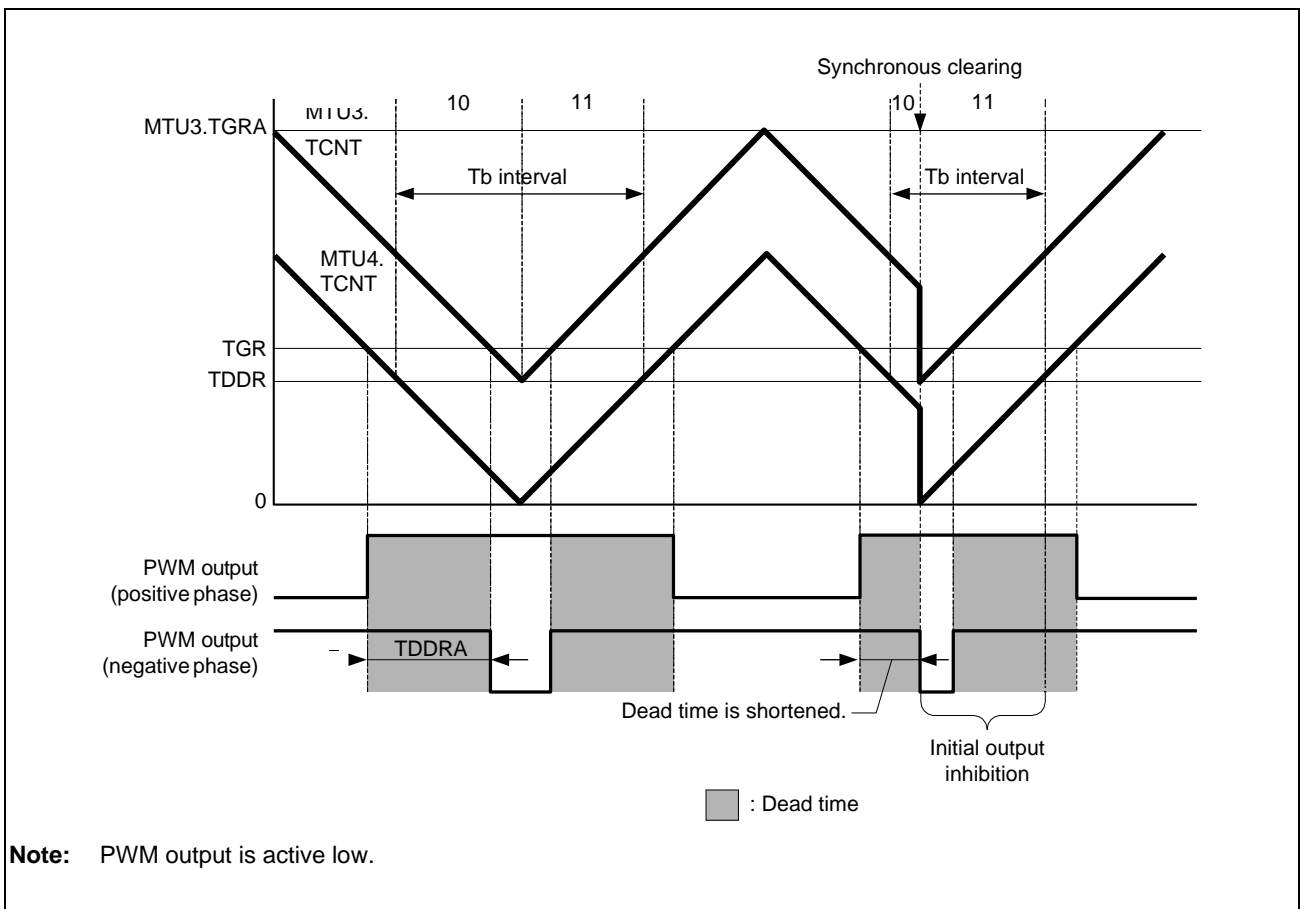 Synchronous clearing
10
11
10
11
MTU3.TGRA
MTU3.
TCNT
Tb interval
Tb interval
MTU4.
TCNT
TGR
TDDR
0
PWM output
(positive phase)
PWM output
(negative phase)
TDDRA
Dead time is shortened.
Initial output
inhibition
: Dead time
Note: PWM output is active low.